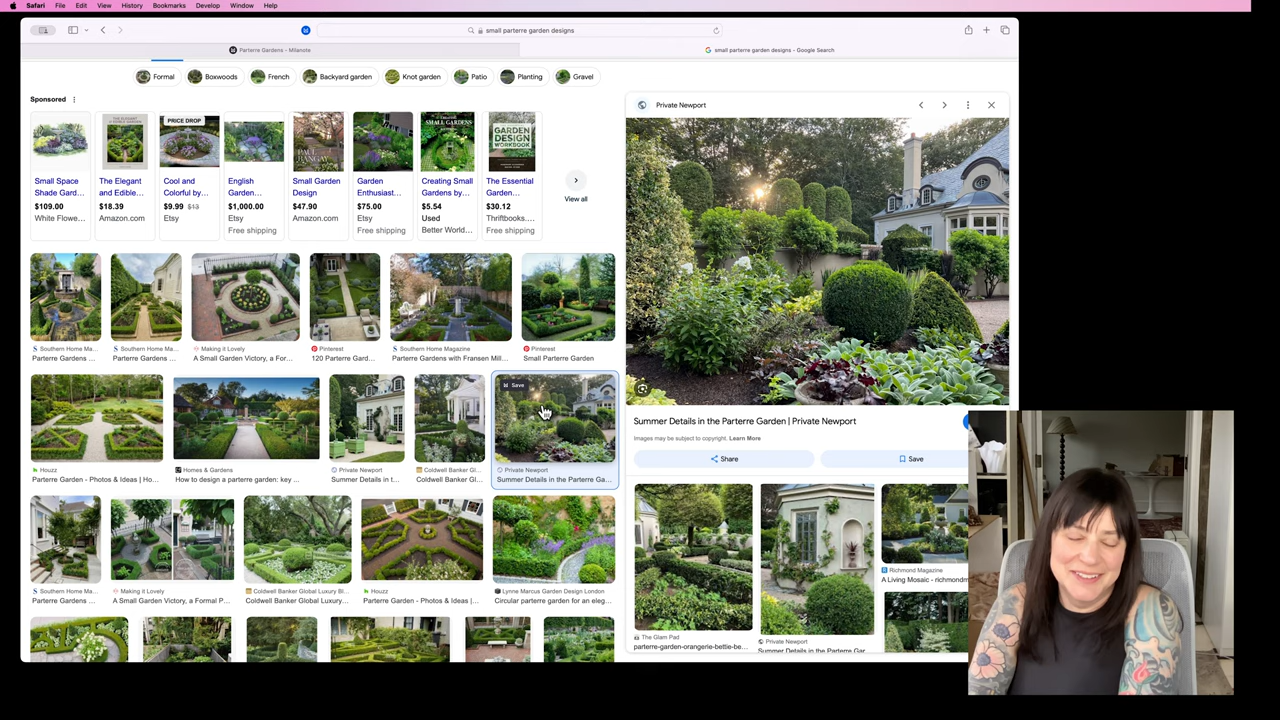 Safari File Edit View History Bookmarks Develop Window Help
small parterre garden designs
Parterre Gardens - Milanote
small parterre garden designs - Google Search
Formal Boxwoods French Backyard garden Knot garden Patio Planting Gravel
Sponsored
PRICE DROP
PAUL BANGAY
SMALL GARDENS
GARDEN DESIGN WORKBOOK
Small Space Shade Gard...
$109.00
White Flowe...
The Elegant and Edible...
$18.39
Amazon.com
Cool and Colorful by...
$9.99 $13
Etsy
English Garden...
$1,000.00
Etsy
Free shipping
Small Garden Design
$47.90
Amazon.com
Garden Enthusiast...
$75.00
Etsy
Free shipping
Creating Small Gardens by...
$5.54
Used
Better World...
The Essential Garden...
$30.12
Thriftbooks....
Free shipping
View all
Southern Home Ma...
Parterre Gardens ...
Southern Home Ma...
Parterre Gardens ...
Making it Lovely
A Small Garden Victory, a For...
Pinterest
120 Parterre Gard...
Southern Home Magazine
Parterre Gardens with Fransen Mill...
Pinterest
Small Parterre Garden
Save
Houzz
Parterre Garden - Photos & Ideas | Ho...
Homes & Gardens
How to design a parterre garden: key ...
Private Newport
Summer Details in t...
Coldwell Banker Gl...
Coldwell Banker Gl...
Private Newport
Summer Details in the Parterre Ga...
Southern Home Ma...
Parterre Gardens ...
Making it Lovely
A Small Garden Victory, a Formal P...
Coldwell Banker Global Luxury Bl...
Coldwell Banker Global Luxury...
Houzz
Parterre Garden - Photos & Ideas |...
Lynne Marcus Garden Design London
Circular parterre garden for an eleg...
Private Newport
Summer Details in the Parterre Garden | Private Newport
Images may be subject to copyright. Learn More
Share
Save
The Glam Pad
parterre-garden-orangerie-bettie-be...
Private Newport
Summer Details in the Parterre Gar...
Richmond Magazine
A Living Mosaic - richmondm